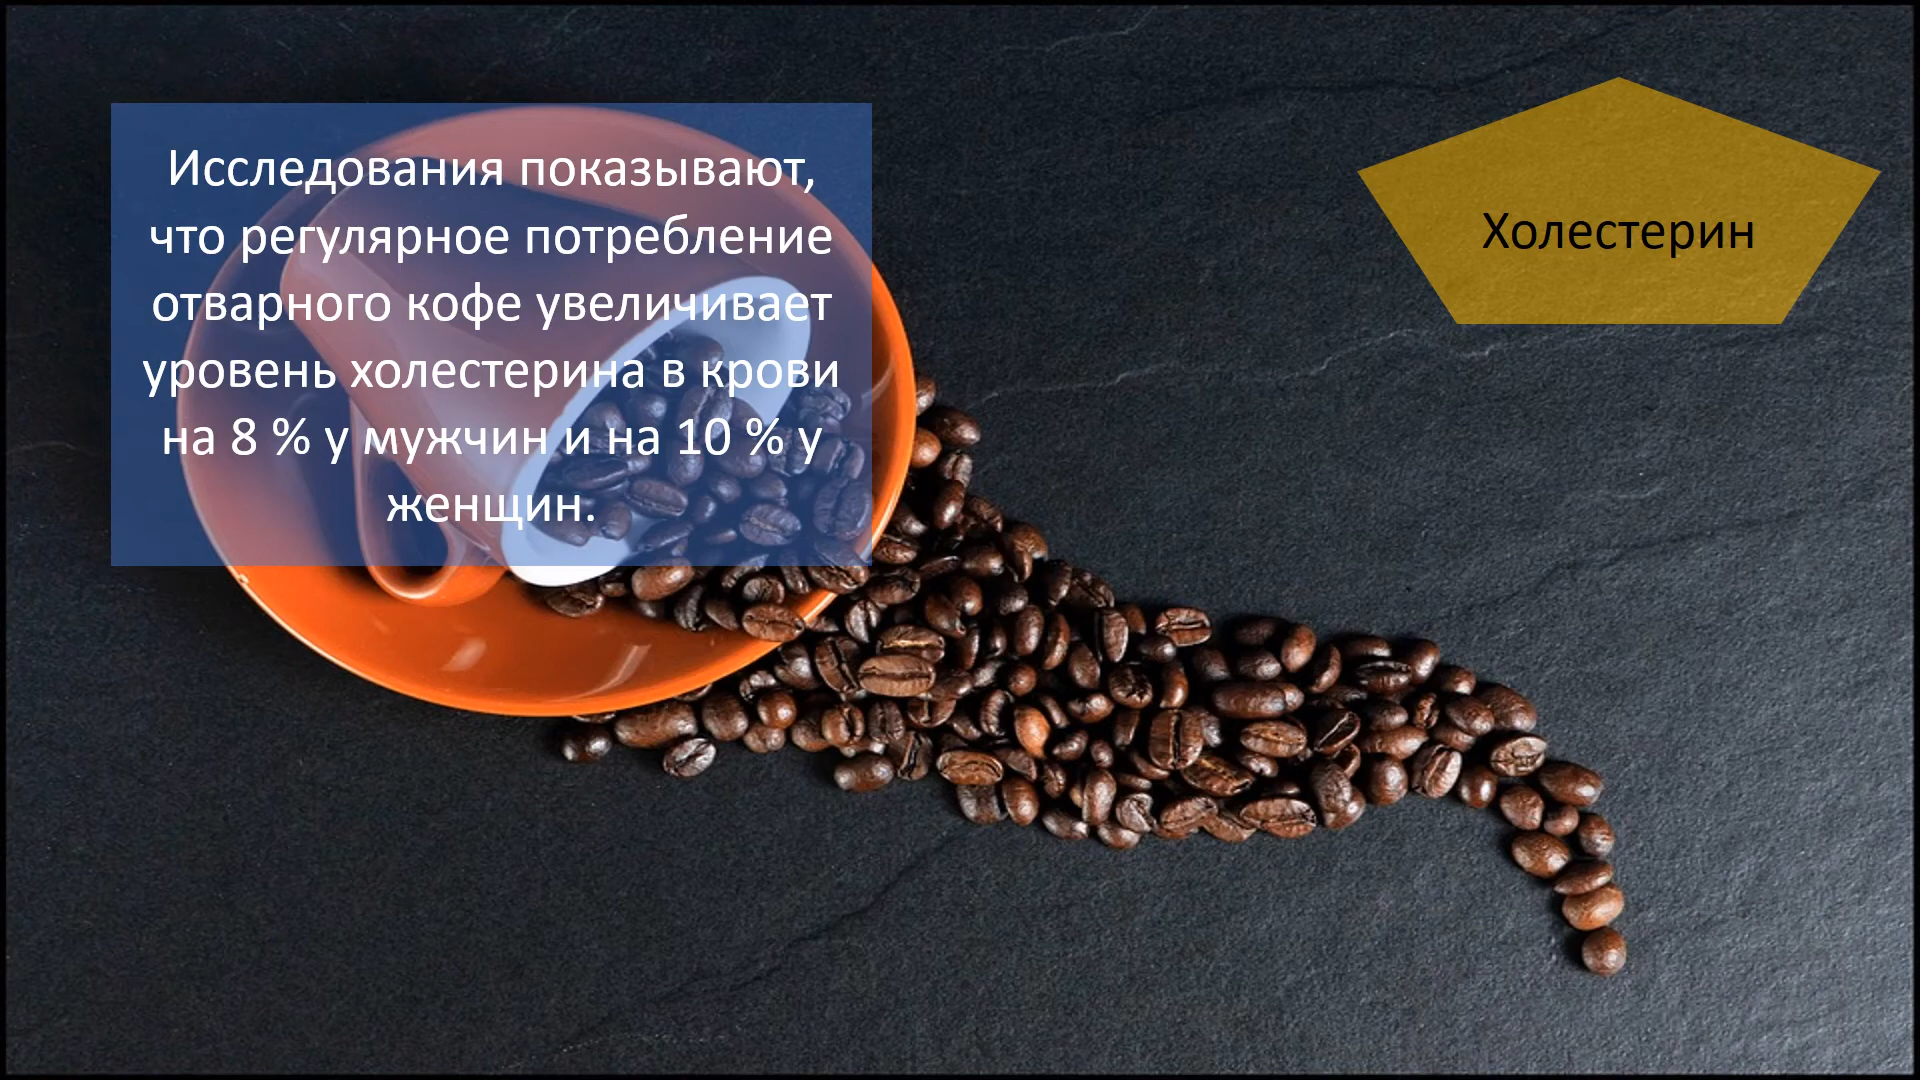 Исследования показывают,
что регулярное потребление
отварного кофе увеличивает
уровень холестерина в крови
на 8 % у мужчин и на 10 % у
женщин.
Холестерин